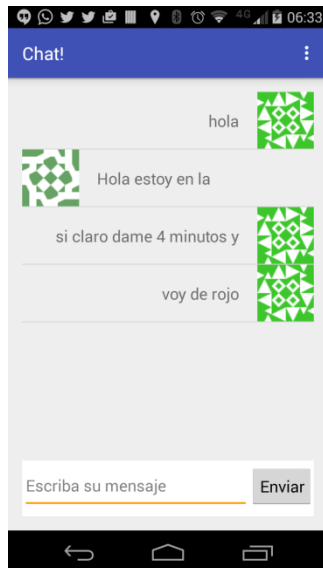 4G 06:33
Chat!
hola
Hola estoy en la
si claro dame 4 minutos y
voy de rojo
Escriba su mensaje Enviar